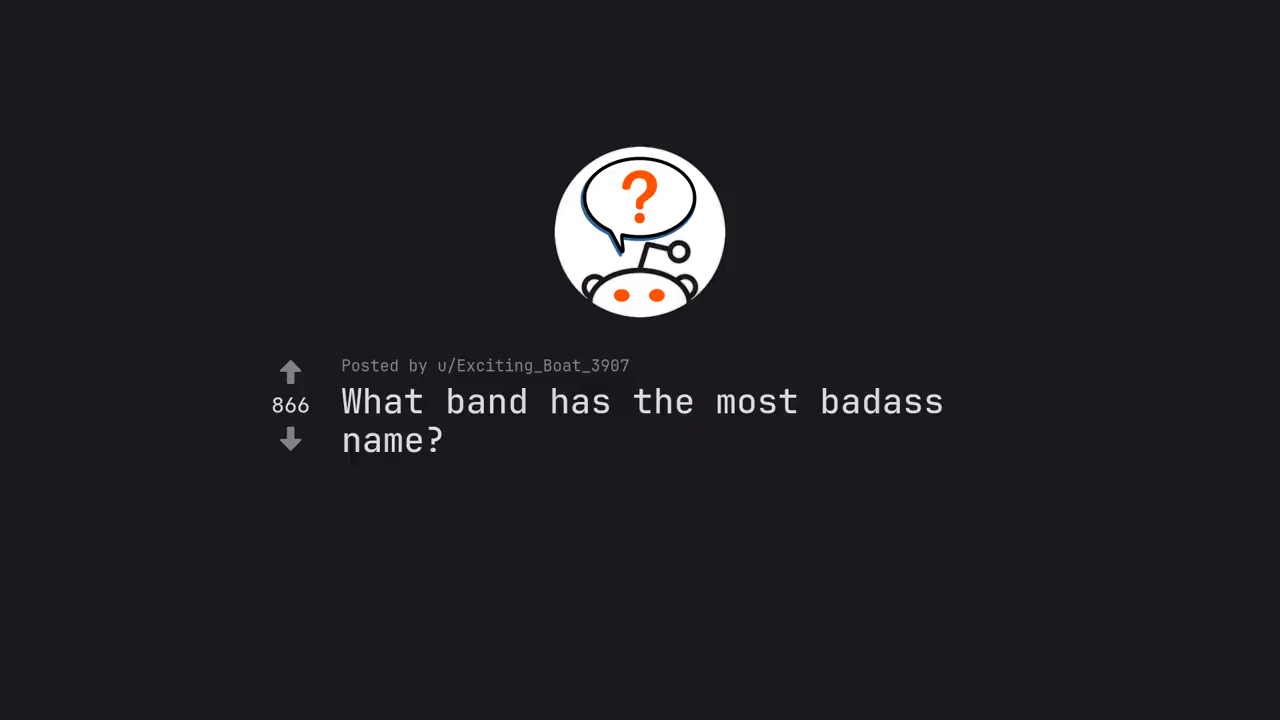 ?
Posted by u/Exciting_Boat_3907
866
What band has the most badass
name?